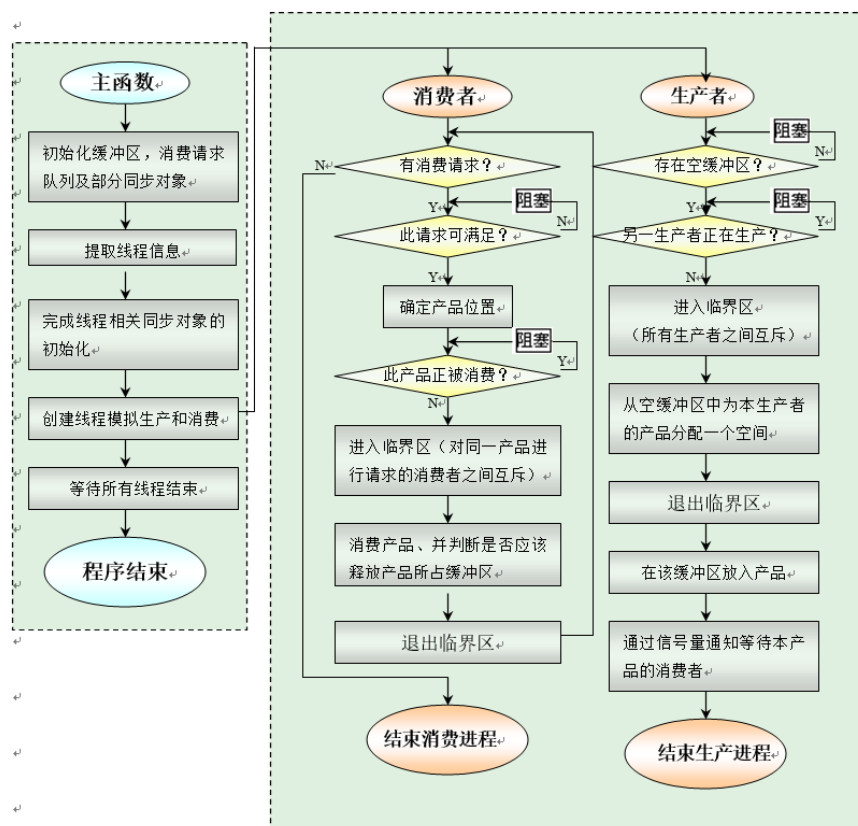 主函数
初始化缓冲区，消费请求
队列及部分同步对象
提取线程信息
完成线程相关同步对象的
初始化
创建线程模拟生产和消费
等待所有线程结束
程序结束
消费者
有消费请求？
N
Y
阻塞
此请求可满足？
N
Y
确定产品位置
阻塞
此产品正被消费？
Y
N
进入临界区（对同一产品进
行请求的消费者之间互斥）
消费产品、并判断是否应该
释放产品所占缓冲区
退出临界区
结束消费进程
生产者
阻塞
存在空缓冲区？
N
Y
阻塞
另一生产者正在生产？
Y
N
进入临界区
（所有生产者之间互斥）
从空缓冲区中为本生产者
的产品分配一个空间
退出临界区
在该缓冲区放入产品
通过信号量通知等待本产
品的消费者
结束生产进程